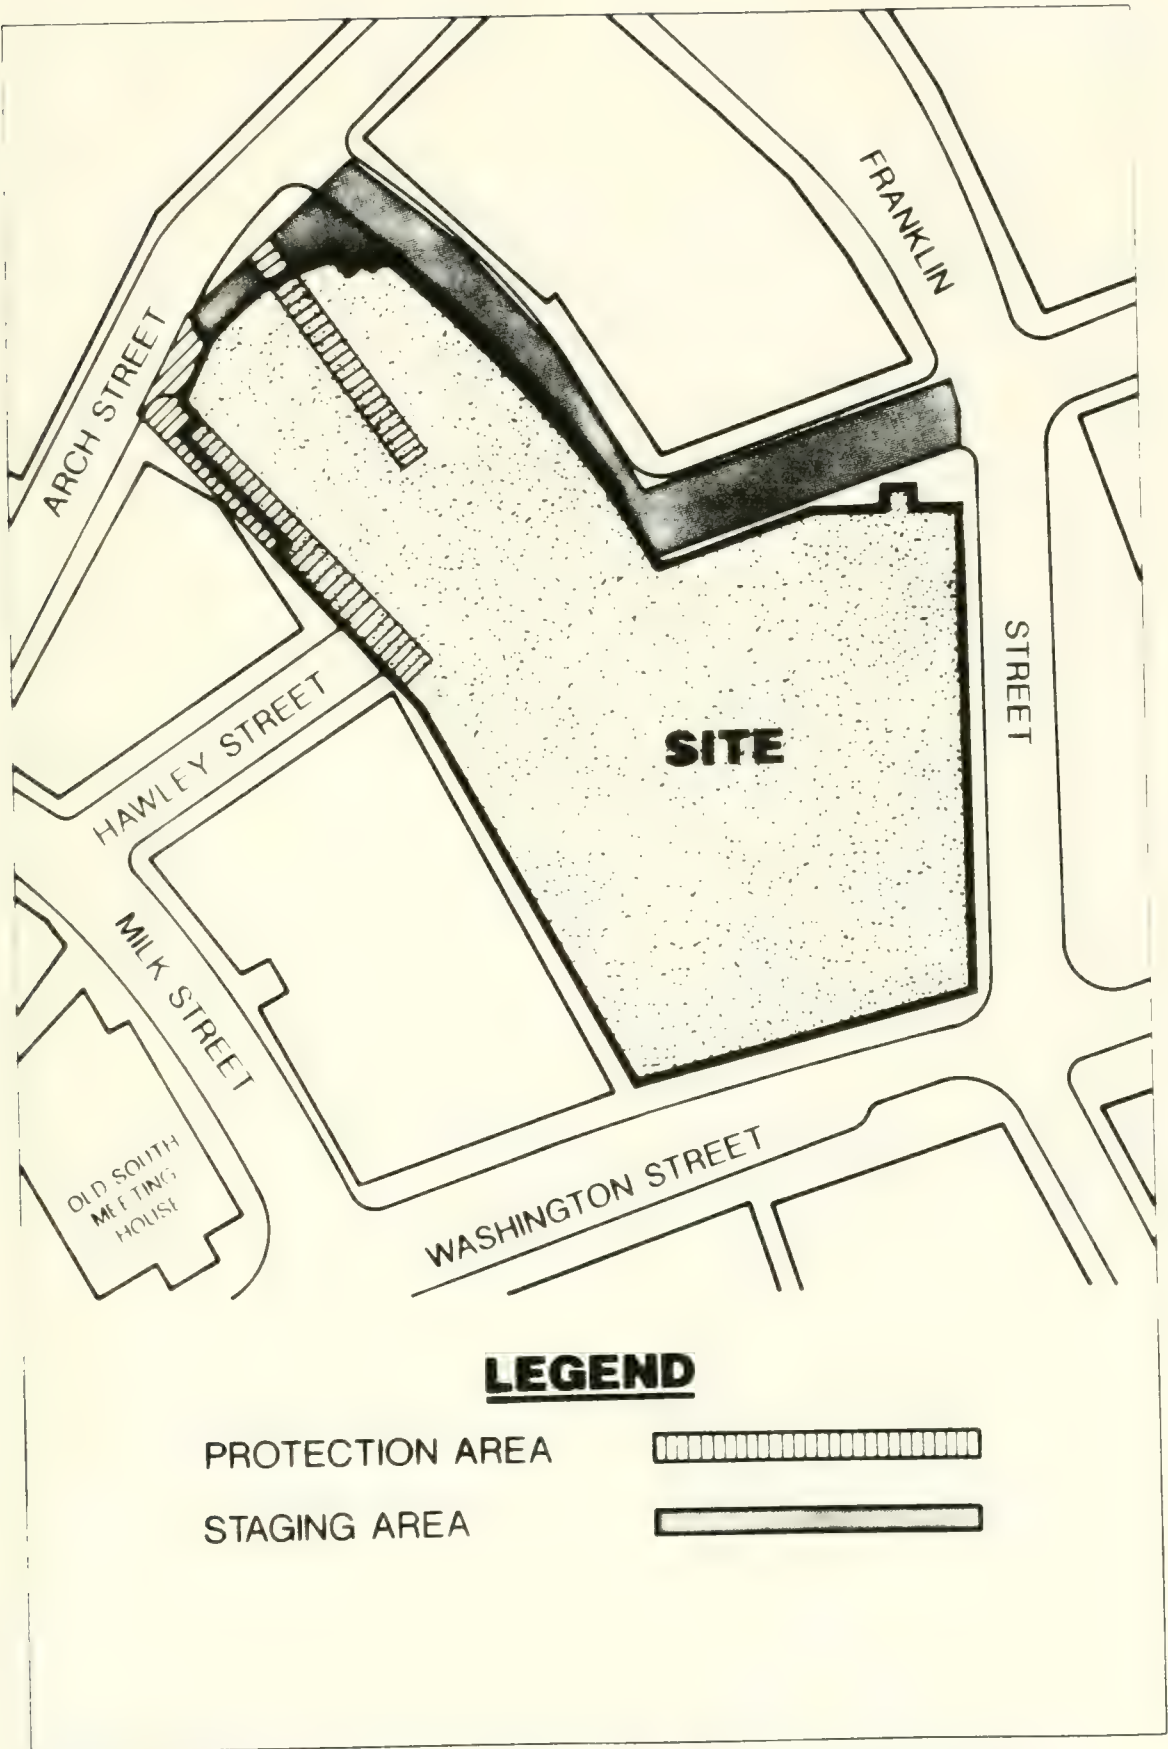 FRANKLIN
STREET
ARCH STREET
SITE
HAWLEY STREET
MILK STREET
OLD SOUTH
MEETING
HOUSE
WASHINGTON STREET
LEGEND
PROTECTION AREA
STAGING AREA